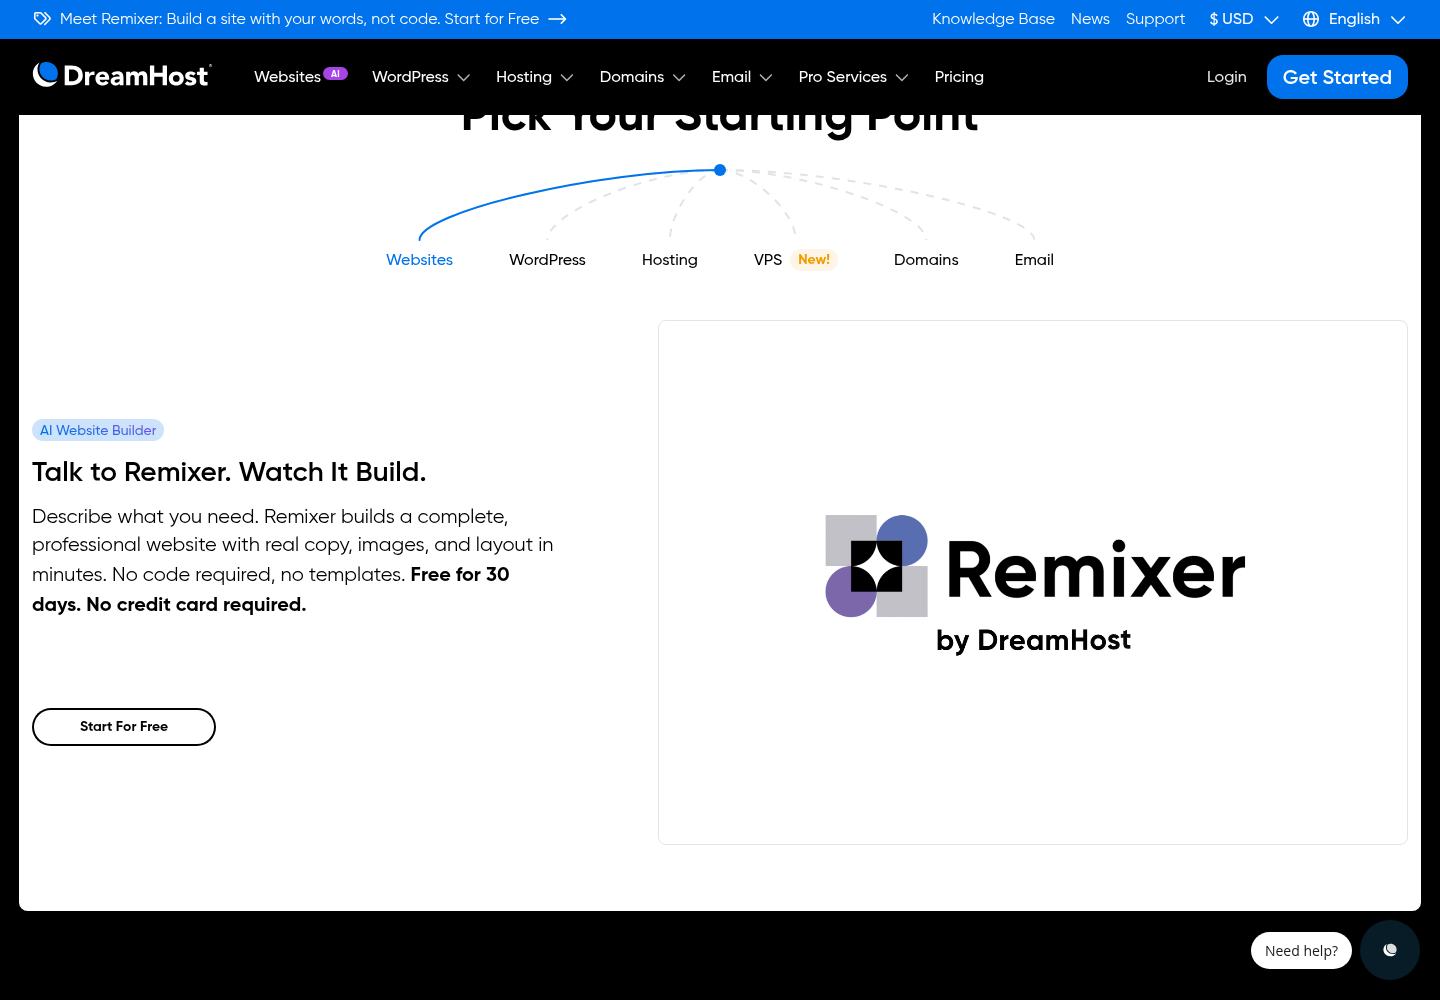 Meet Remixer: Build a site with your words, not code. Start for Free
Knowledge Base News Support $ USD English
DreamHost
Websites AI WordPress Hosting Domains Email Pro Services Pricing
Login Get Started
Pick Your Starting Point
Websites WordPress Hosting VPS New! Domains Email
AI Website Builder
Talk to Remixer. Watch It Build.
Describe what you need. Remixer builds a complete,
professional website with real copy, images, and layout in
minutes. No code required, no templates. Free for 30
days. No credit card required.
Start For Free
Remixer
by DreamHost
Need help?